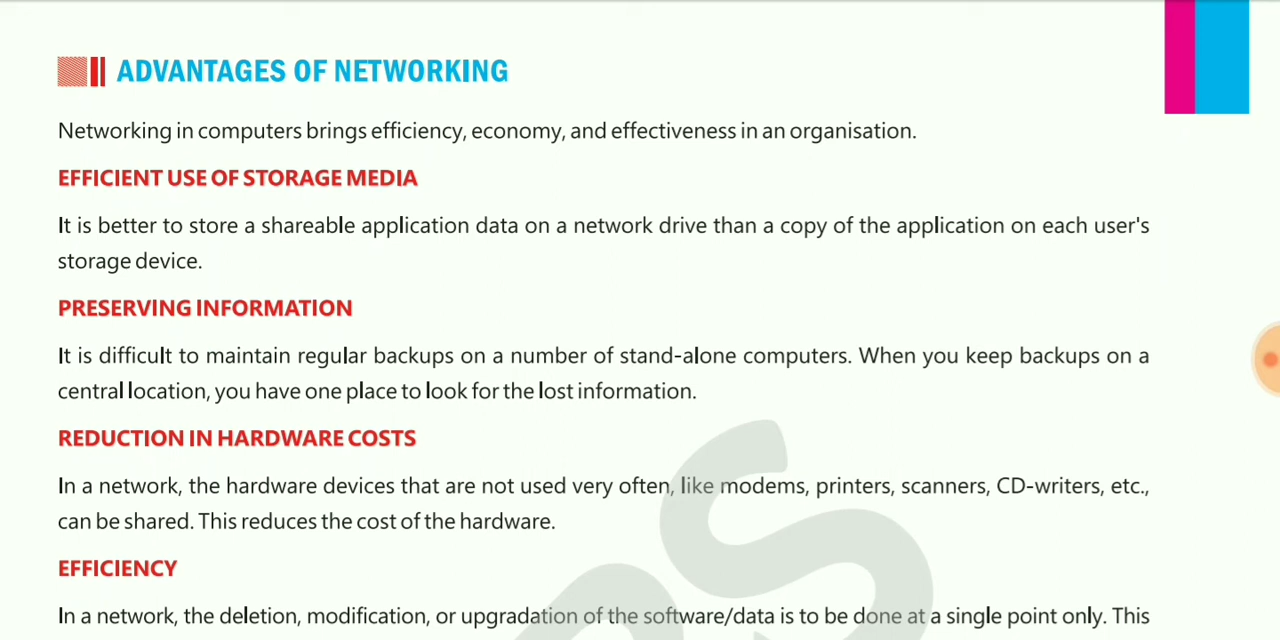 ADVANTAGES OF NETWORKING
Networking in computers brings efficiency, economy, and effectiveness in an organisation.
EFFICIENT USE OF STORAGE MEDIA
It is better to store a shareable application data on a network drive than a copy of the application on each user's
storage device.
PRESERVING INFORMATION
It is difficult to maintain regular backups on a number of stand-alone computers. When you keep backups on a
central location, you have one place to look for the lost information.
REDUCTION IN HARDWARE COSTS
In a network, the hardware devices that are not used very often, like modems, printers, scanners, CD-writers, etc.,
can be shared. This reduces the cost of the hardware.
EFFICIENCY
In a network, the deletion, modification, or upgradation of the software/data is to be done at a single point only. This